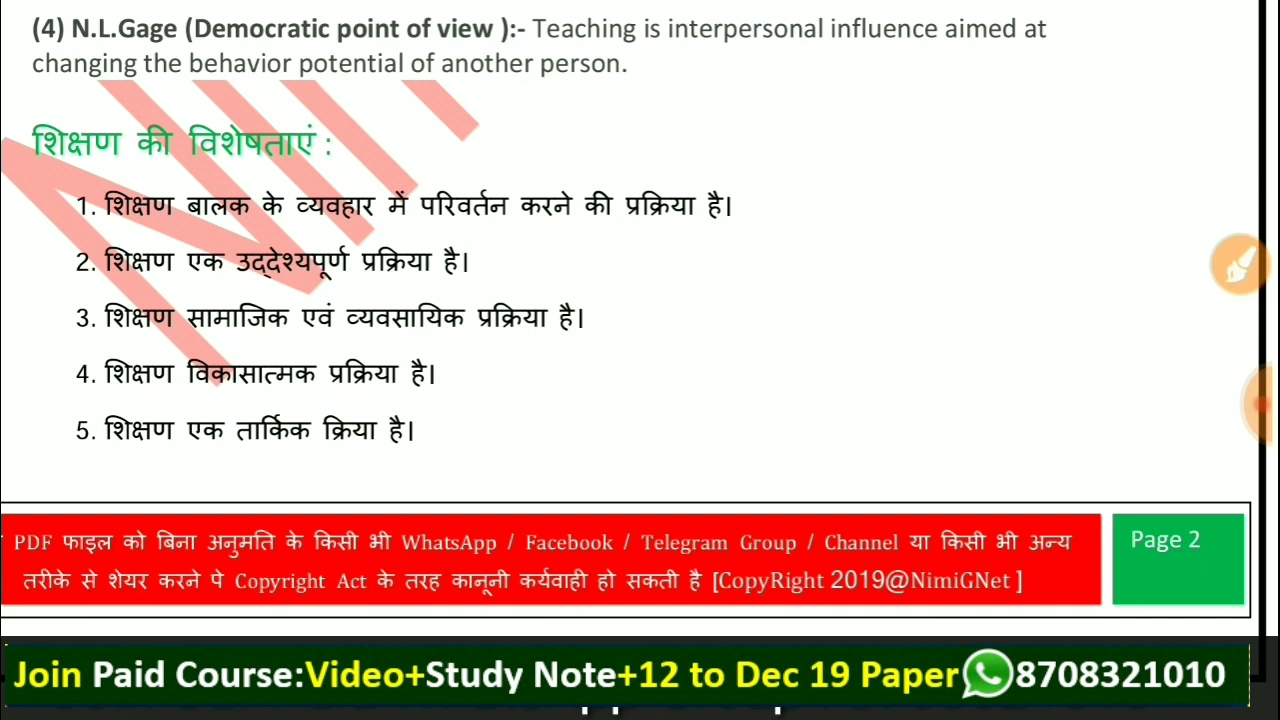 (4) N.L.Gage (Democratic point of view ):- Teaching is interpersonal influence aimed at
changing the behavior potential of another person.
शिक्षण की विशेषताएं :
1. शिक्षण बालक के व्यवहार में परिवर्तन करने की प्रक्रिया है।
2. शिक्षण एक उद्देश्यपूर्ण प्रक्रिया है।
3. शिक्षण सामाजिक एवं व्यवसायिक प्रक्रिया है।
4. शिक्षण विकासात्मक प्रक्रिया है।
5. शिक्षण एक तार्किक क्रिया है।
PDF फाइल को बिना अनुमति के किसी भी WhatsApp / Facebook / Telegram Group / Channel या किसी भी अन्य
तरीके से शेयर करने पे Copyright Act के तरह कानूनी कर्यवाही हो सकती है [CopyRight 2019@NimiGNet ]
Page 2
Join Paid Course:Video+Study Note+12 to Dec 19 Paper 8708321010